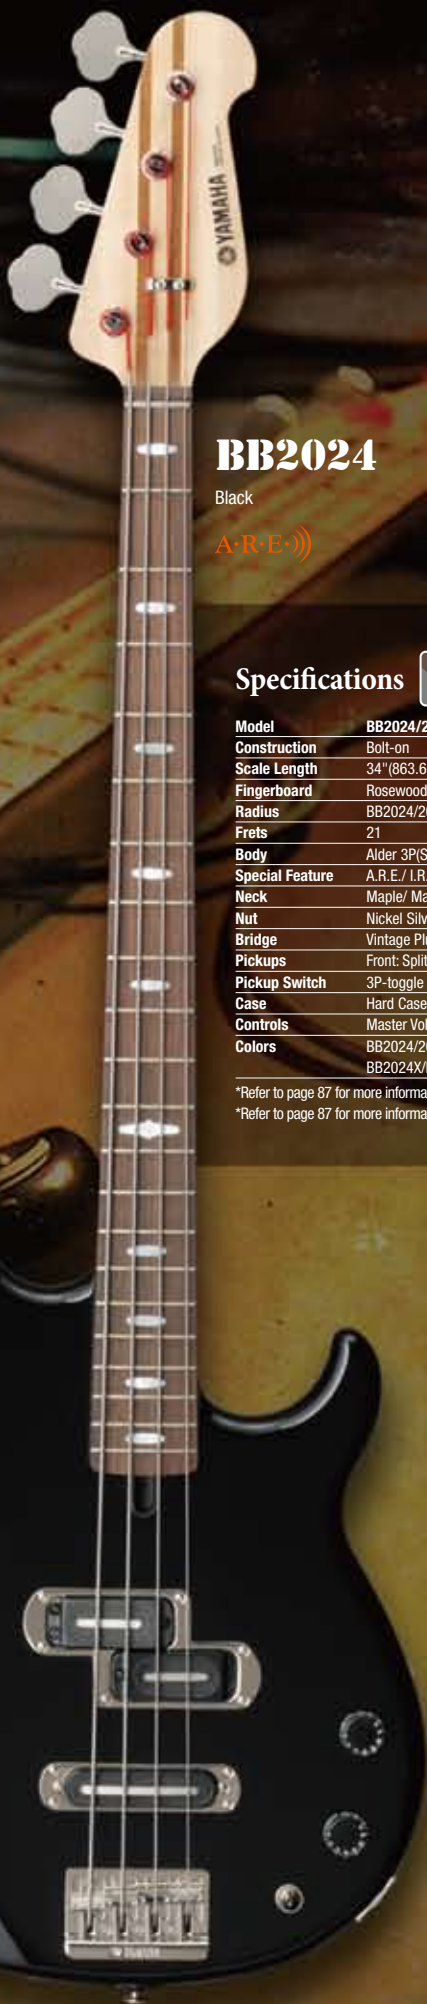 YAMAHA
BB2024
Black
A·R·E·)))
Specifications
Model BB2024/2
Construction Bolt-on
Scale Length 34"(863.6
Fingerboard Rosewood
Radius BB2024/20
Frets 21
Body Alder 3P(S
Special Feature A.R.E./ I.R.
Neck Maple/ Ma
Nut Nickel Silv
Bridge Vintage Pl
Pickups Front: Split
Pickup Switch 3P-toggle
Case Hard Case
Controls Master Vol
Colors BB2024/20
BB2024X/
*Refer to page 87 for more informa
*Refer to page 87 for more informa